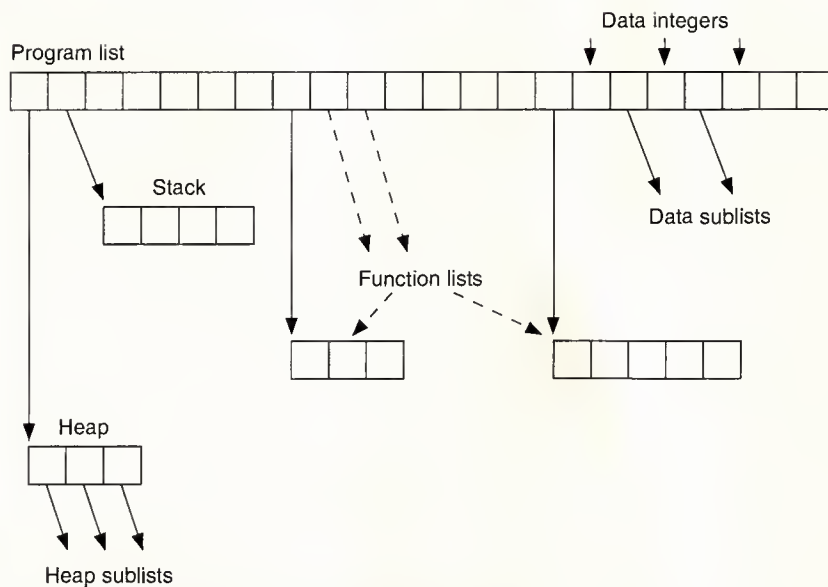 Data integers
Program list
Stack
Data sublists
Function lists
Heap
Heap sublists